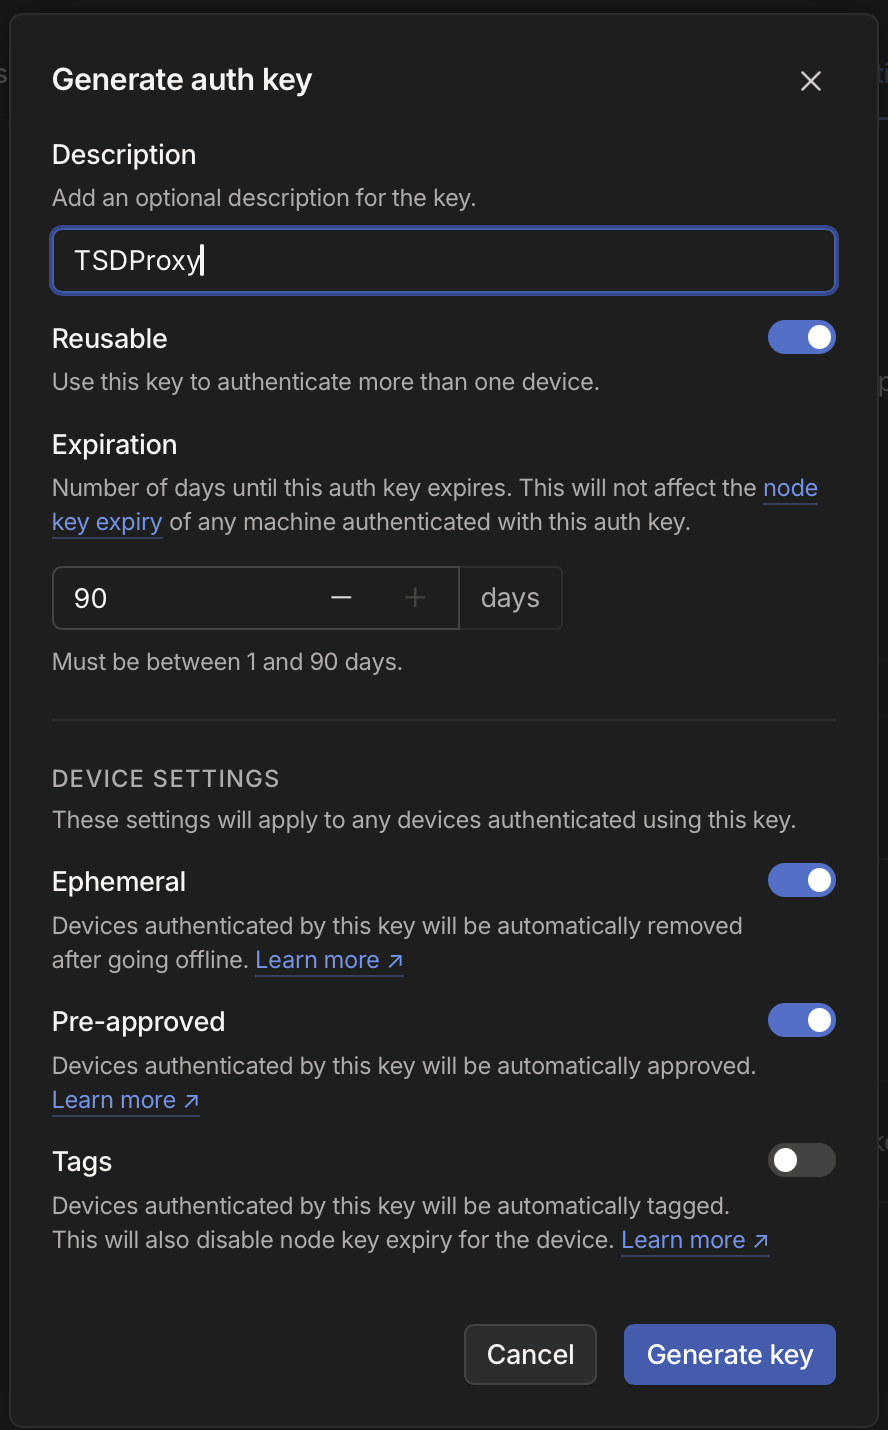 Generate auth key
Description
Add an optional description for the key.
TSDProxy
Reusable
Use this key to authenticate more than one device.
Expiration
Number of days until this auth key expires. This will not affect the node
key expiry of any machine authenticated with this auth key.
90 days
Must be between 1 and 90 days.
DEVICE SETTINGS
These settings will apply to any devices authenticated using this key.
Ephemeral
Devices authenticated by this key will be automatically removed
after going offline. Learn more ↗
Pre-approved
Devices authenticated by this key will be automatically approved.
Learn more ↗
Tags
Devices authenticated by this key will be automatically tagged.
This will also disable node key expiry for the device. Learn more ↗
Cancel Generate key